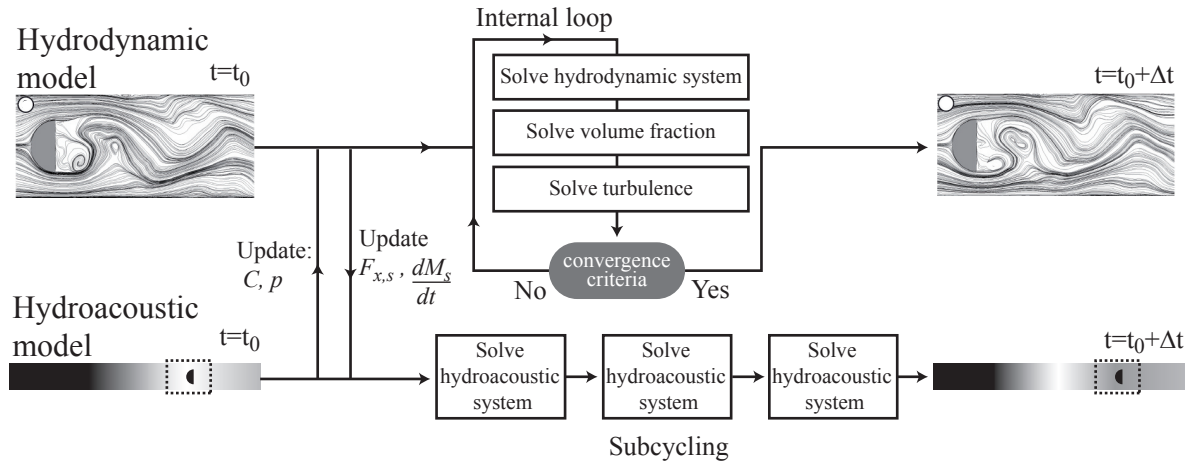 Internal loop
Hydrodynamic
model
t=t0
Solve hydrodynamic system
Solve volume fraction
Solve turbulence
convergence
criteria
No
Yes
t=t0+Δt
Update:
C, p
Update
Fx,s , dMs
dt
Hydroacoustic
model
t=t0
Solve
hydroacoustic
system
Solve
hydroacoustic
system
Solve
hydroacoustic
system
t=t0+Δt
Subcycling